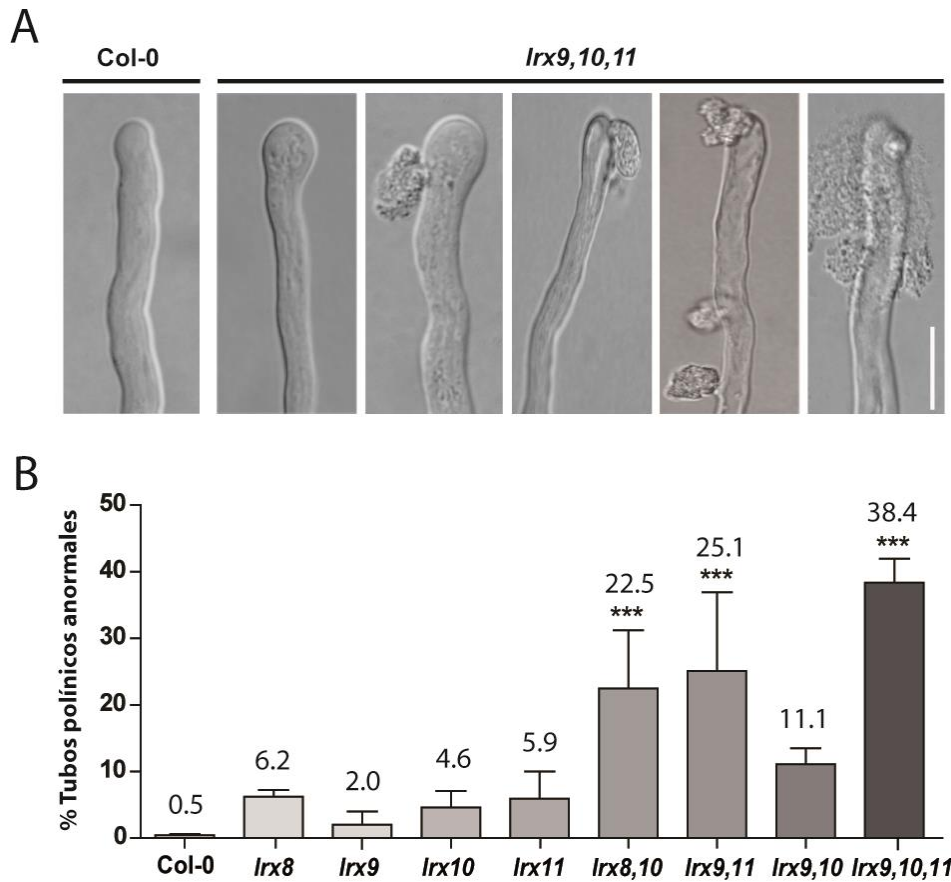 A
Col-0
lrx9,10,11
B
% Tubos polínicos anormales
50
40
30
20
10
0
0.5
6.2
2.0
4.6
5.9
22.5
***
25.1
***
11.1
38.4
***
Col-0
lrx8
lrx9
lrx10
lrx11
lrx8,10
lrx9,11
lrx9,10
lrx9,10,11